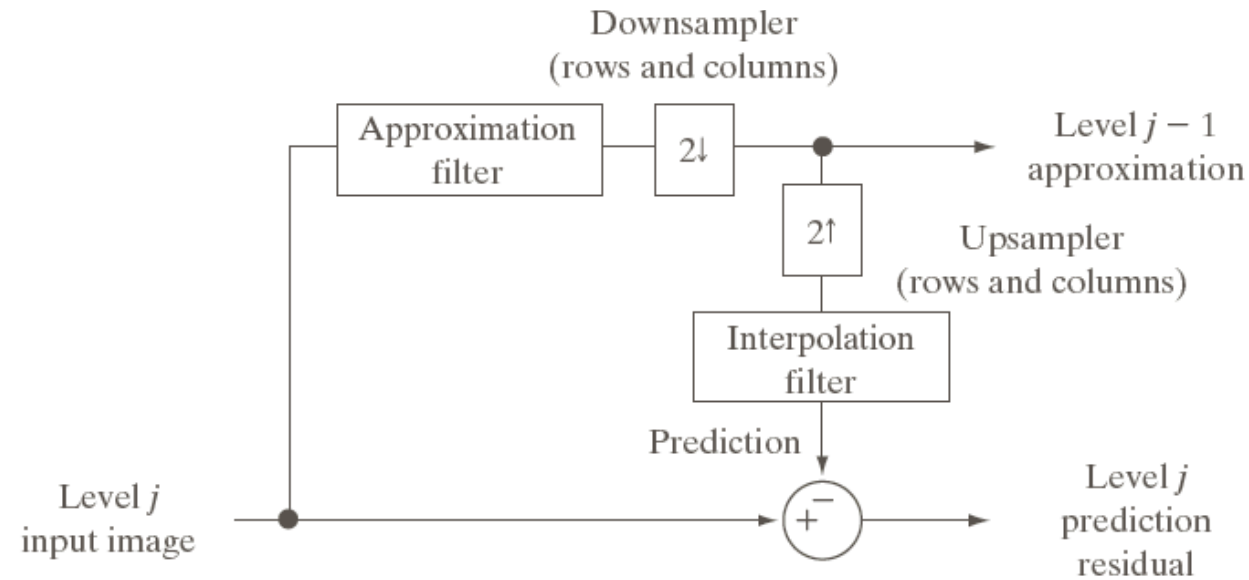 Downsampler
(rows and columns)
Approximation
filter
2↓
Level j − 1
approximation
2↑
Upsampler
(rows and columns)
Interpolation
filter
Prediction
Level j
input image
−
+
Level j
prediction
residual